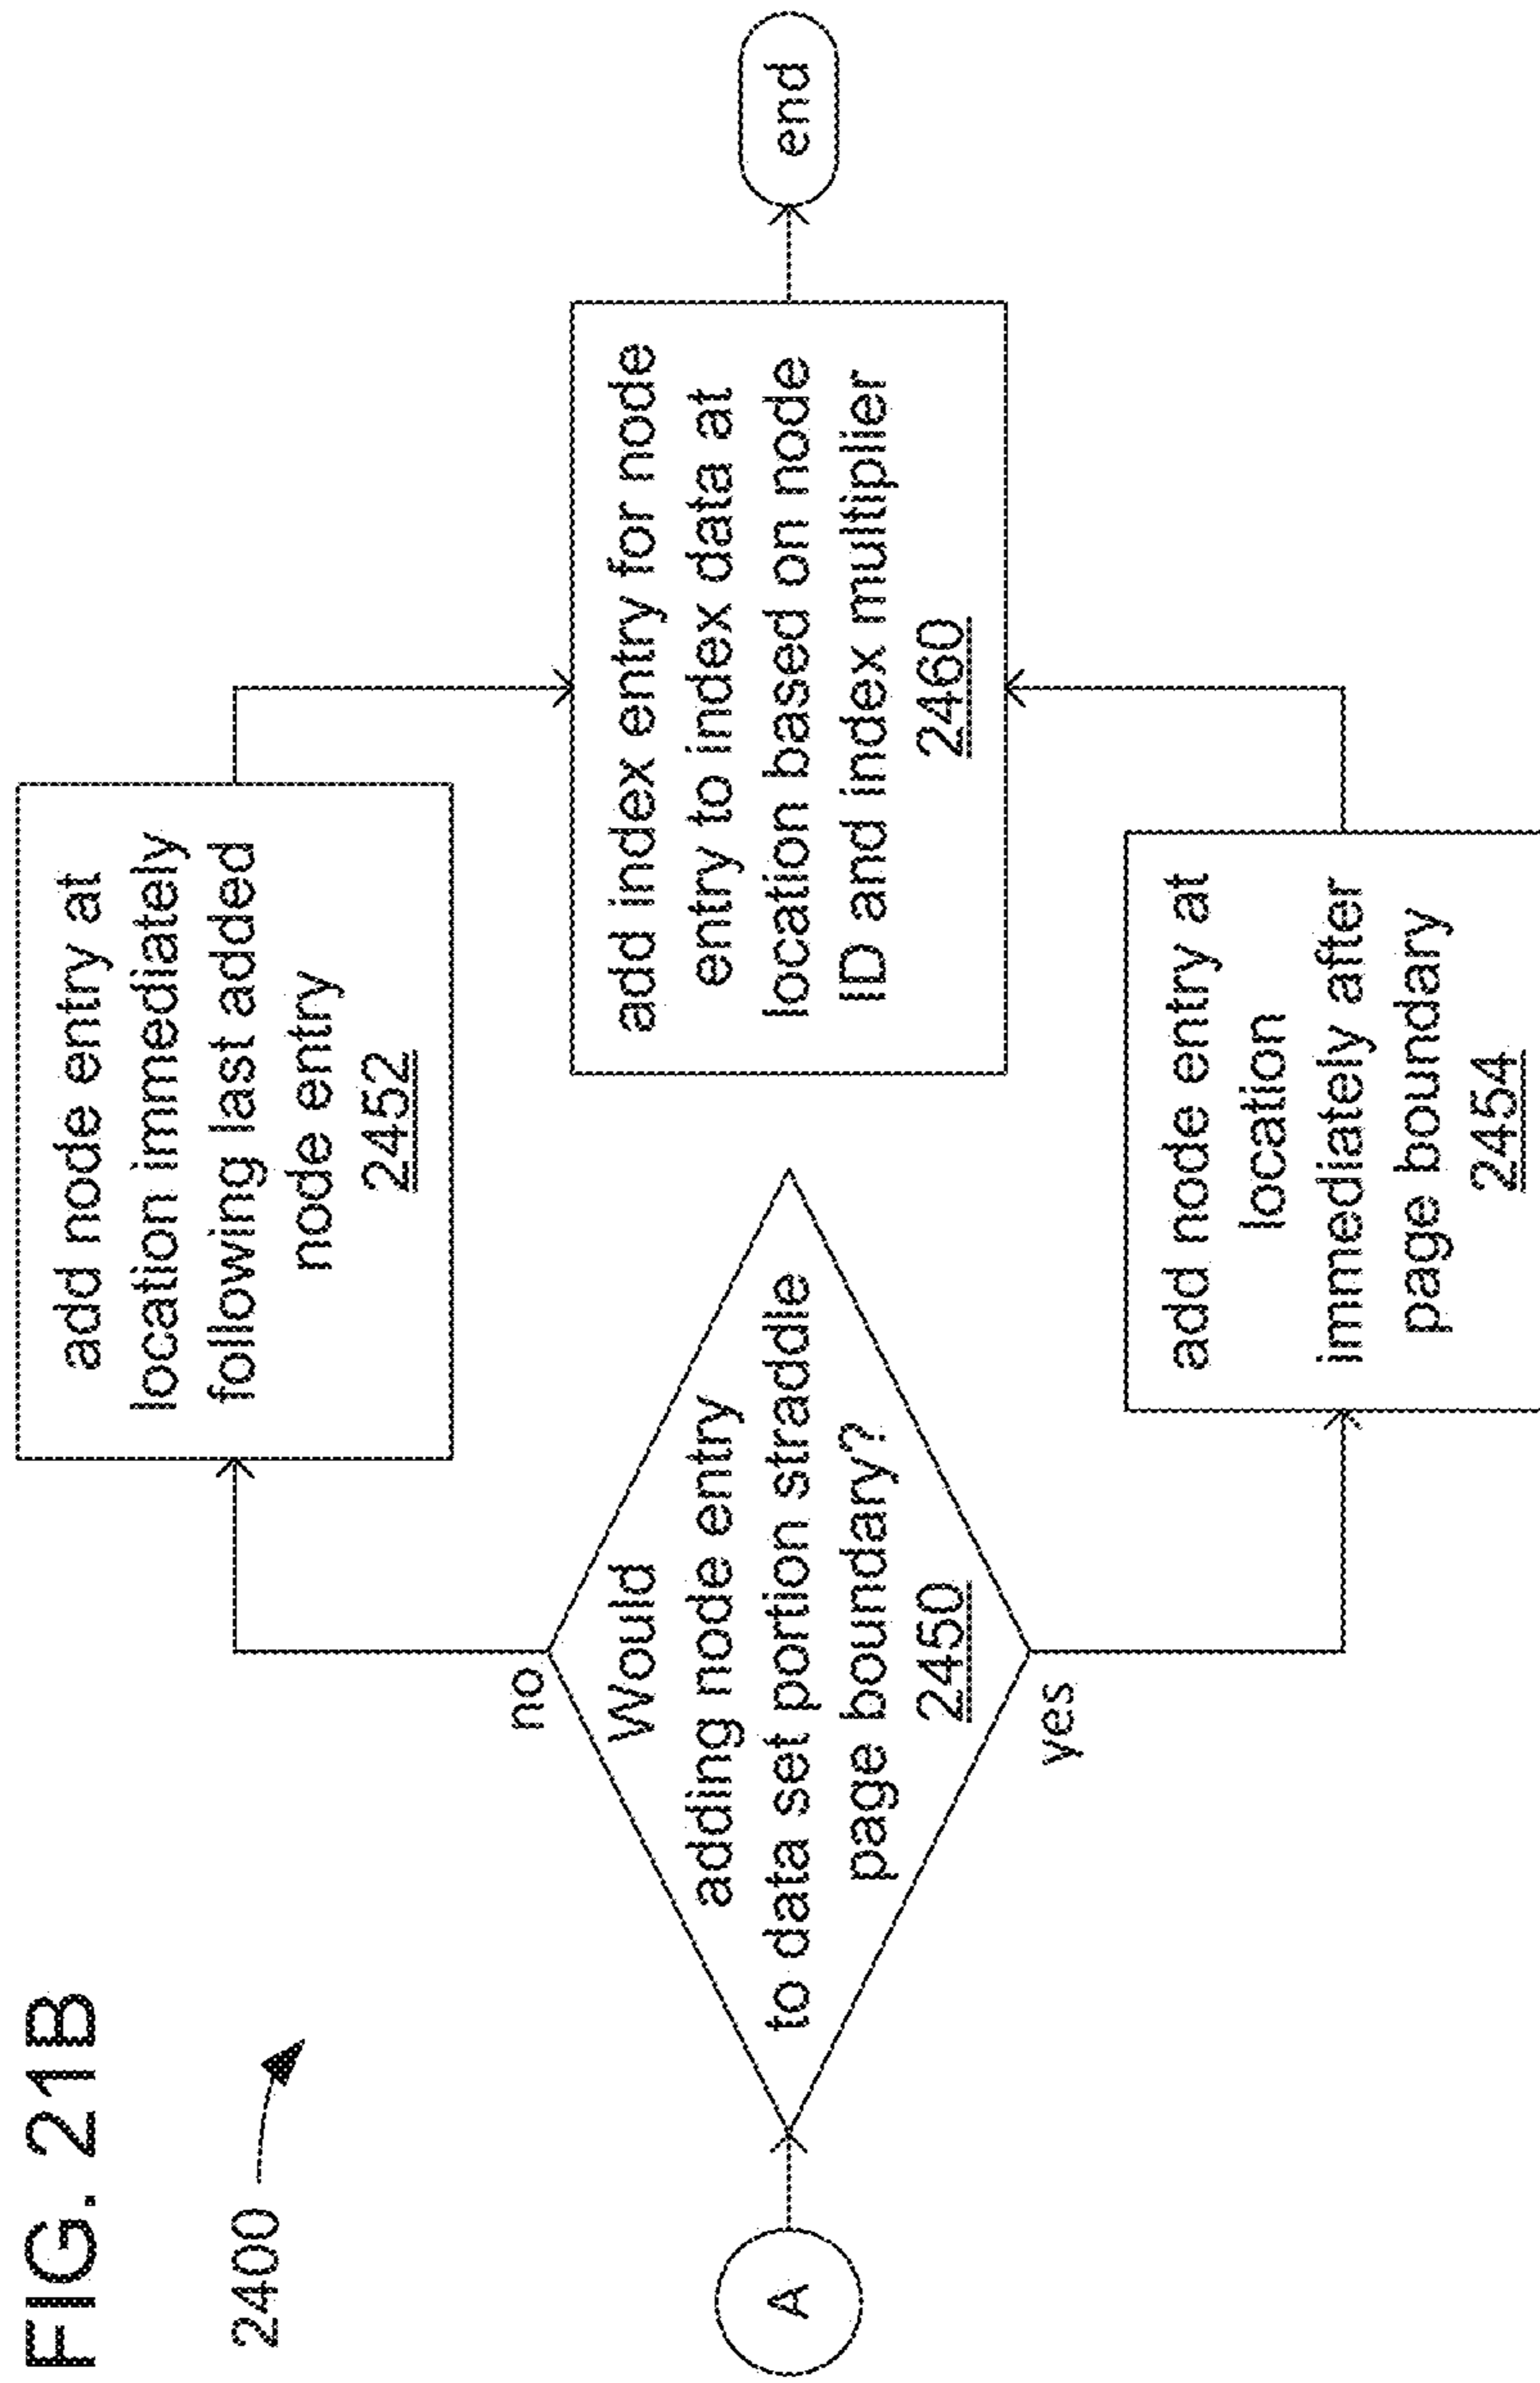 FIG. 21B
2400
A
Would
adding node entry
to data set portion straddle
page boundary?
2450
no
yes
add node entry at
location immediately
following last added
node entry
2452
add node entry at
location
immediately after
page boundary
2454
add index entry for node
entry to index data at
location based on node
ID and index multiplier
2460
end